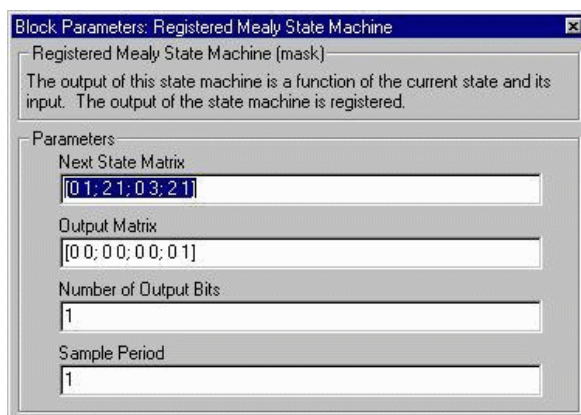 Block Parameters: Registered Mealy State Machine
Registered Mealy State Machine (mask)
The output of this state machine is a function of the current state and its
input. The output of the state machine is registered.
Parameters
Next State Matrix
[0 1; 2 1; 0 3; 2 1]
Output Matrix
[0 0; 0 0; 0 0; 0 1]
Number of Output Bits
1
Sample Period
1